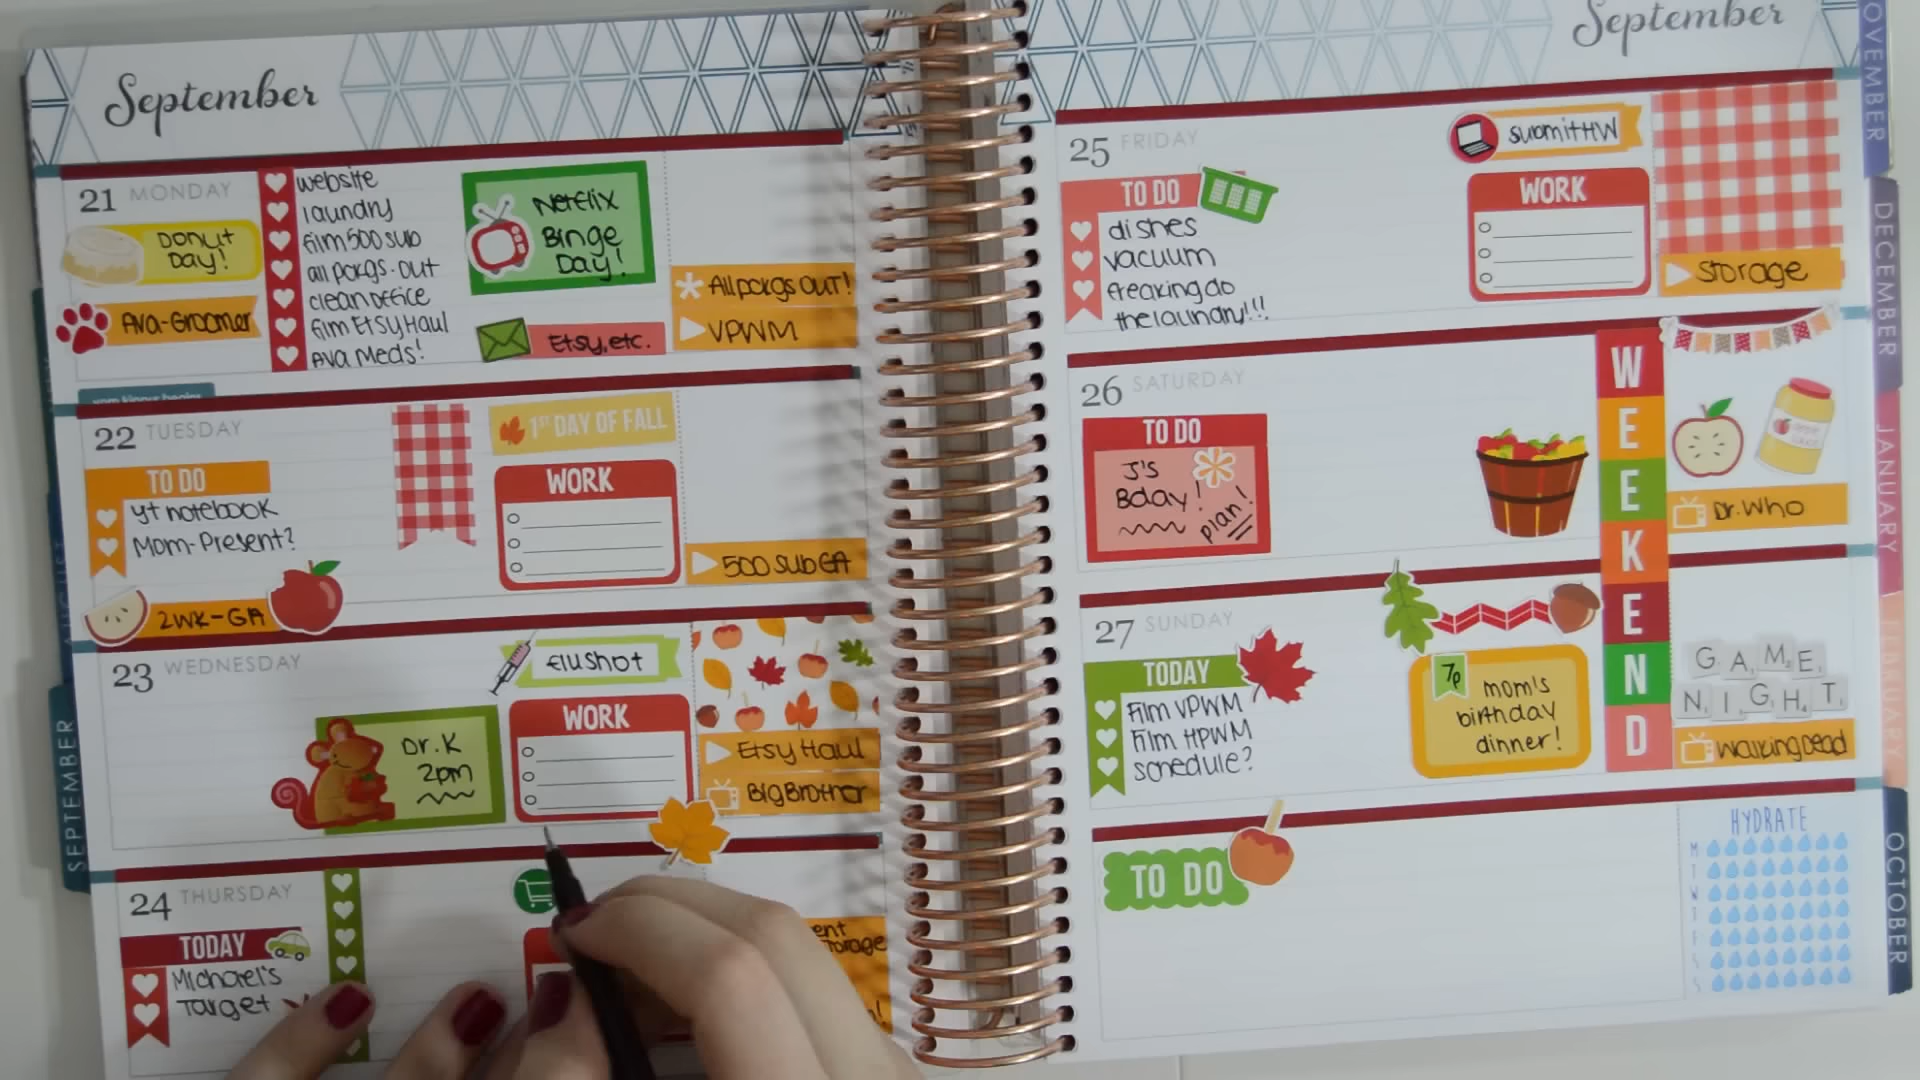 September
21 MONDAY
Donut
Day!
Ava-Groomer
website
laundry
film 500 sub
all pckgs. out
clean office
film Etsy Haul
Ava Meds!
Netflix
Binge
Day!
Etsy, etc.
All pckgs OUT!
VPWM
yom kippur begins
22 TUESDAY
TO DO
yt notebook
Mom-Present?
2WK-GA
1ST DAY OF FALL
WORK
500 Sub GA
23 WEDNESDAY
Dr. K
2pm
Flu shot
WORK
Etsy Haul
Big Brother
24 THURSDAY
TODAY
Michael's
Target
SEPTEMBER
September
25 FRIDAY
TO DO
dishes
vacuum
freaking do
the laundry!!!
submit HW
WORK
Storage
26 SATURDAY
TO DO
J's
Bday!
plan!
Dr. Who
27 SUNDAY
TODAY
Film VPWM
Film HPWM
schedule?
7p
mom's
birthday
dinner!
WEEKEND
GAME
NIGHT
Walking Dead
TO DO
HYDRATE
M
T
W
T
F
S
S
NOVEMBER
DECEMBER
JANUARY
FEBRUARY
OCTOBER